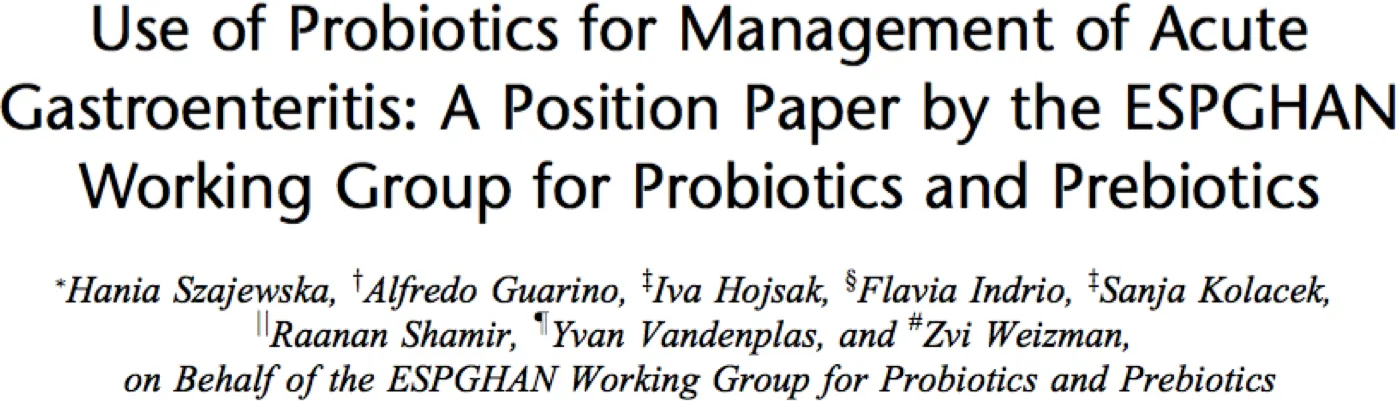 Use of Probiotics for Management of Acute
Gastroenteritis: A Position Paper by the ESPGHAN
Working Group for Probiotics and Prebiotics
*Hania Szajewska, †Alfredo Guarino, ‡Iva Hojsak, §Flavia Indrio, ‡Sanja Kolacek,
||Raanan Shamir, ¶Yvan Vandenplas, and #Zvi Weizman,
on Behalf of the ESPGHAN Working Group for Probiotics and Prebiotics